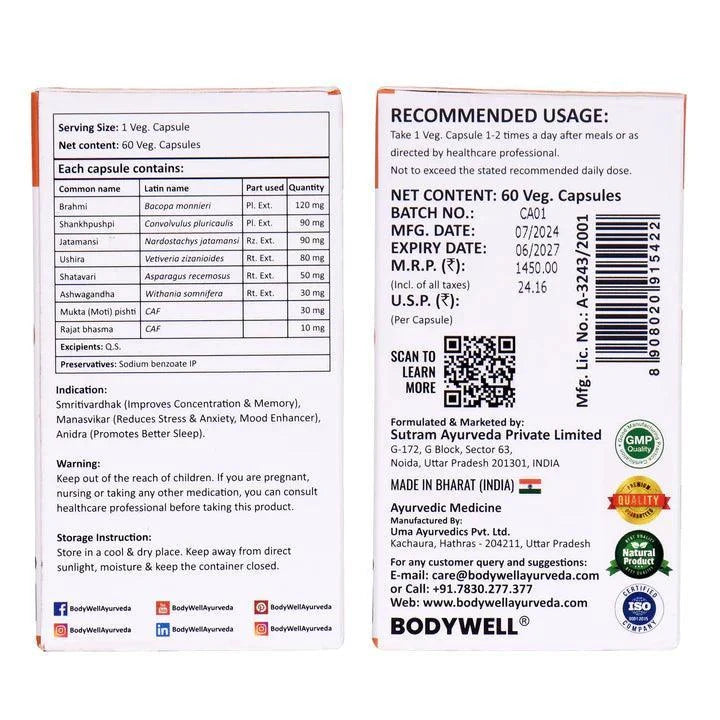 Serving Size: 1 Veg. Capsule
Net content: 60 Veg. Capsules
Each capsule contains:
Common name Latin name Part used Quantity
Brahmi Bacopa monnieri Pl. Ext. 120 mg
Shankhpushpi Convolvulus pluricaulis Pl. Ext. 90 mg
Jatamansi Nardostachys jatamansi Rz. Ext. 90 mg
Ushira Vetiveria zizanioides Rt. Ext. 80 mg
Shatavari Asparagus recemosus Rt. Ext. 50 mg
Ashwagandha Withania somnifera Rt. Ext. 30 mg
Mukta (Moti) pishti CAF 30 mg
Rajat bhasma CAF 10 mg
Excipients: Q.S.
Preservatives: Sodium benzoate IP
Indication:
Smritivardhak (Improves Concentration & Memory),
Manasvikar (Reduces Stress & Anxiety, Mood Enhancer),
Anidra (Promotes Better Sleep).
Warning:
Keep out of the reach of children. If you are pregnant,
nursing or taking any other medication, you can consult
healthcare professional before taking this product.
Storage Instruction:
Store in a cool & dry place. Keep away from direct
sunlight, moisture & keep the container closed.
BodyWellAyurveda BodyWellAyurveda BodyWellAyurveda
BodyWellAyurveda BodyWellAyurveda BodyWellAyurveda
RECOMMENDED USAGE:
Take 1 Veg. Capsule 1-2 times a day after meals or as
directed by healthcare professional.
Not to exceed the stated recommended daily dose.
NET CONTENT: 60 Veg. Capsules
BATCH NO.: CA01
MFG. DATE: 07/2024
EXPIRY DATE: 06/2027
M.R.P. (₹): 1450.00
(Incl. of all taxes) 24.16
U.S.P. (₹):
(Per Capsule)
Mfg. Lic. No.: A-3243/2001
8 908020 915422
SCAN TO
LEARN
MORE
Formulated & Marketed by:
Sutram Ayurveda Private Limited
G-172, G Block, Sector 63,
Noida, Uttar Pradesh 201301, INDIA
MADE IN BHARAT (INDIA)
Ayurvedic Medicine
Manufactured By:
Uma Ayurvedics Pvt. Ltd.
Kachaura, Hathras - 204211, Uttar Pradesh
For any customer query and suggestions:
E-mail: care@bodywellayurveda.com
or Call: +91.7830.277.377
Web: www.bodywellayurveda.com
BODYWELL®
GMP
Quality
PREMIUM
QUALITY
GUARANTEED
Natural
Product
CERTIFIED
ISO
COMPANY